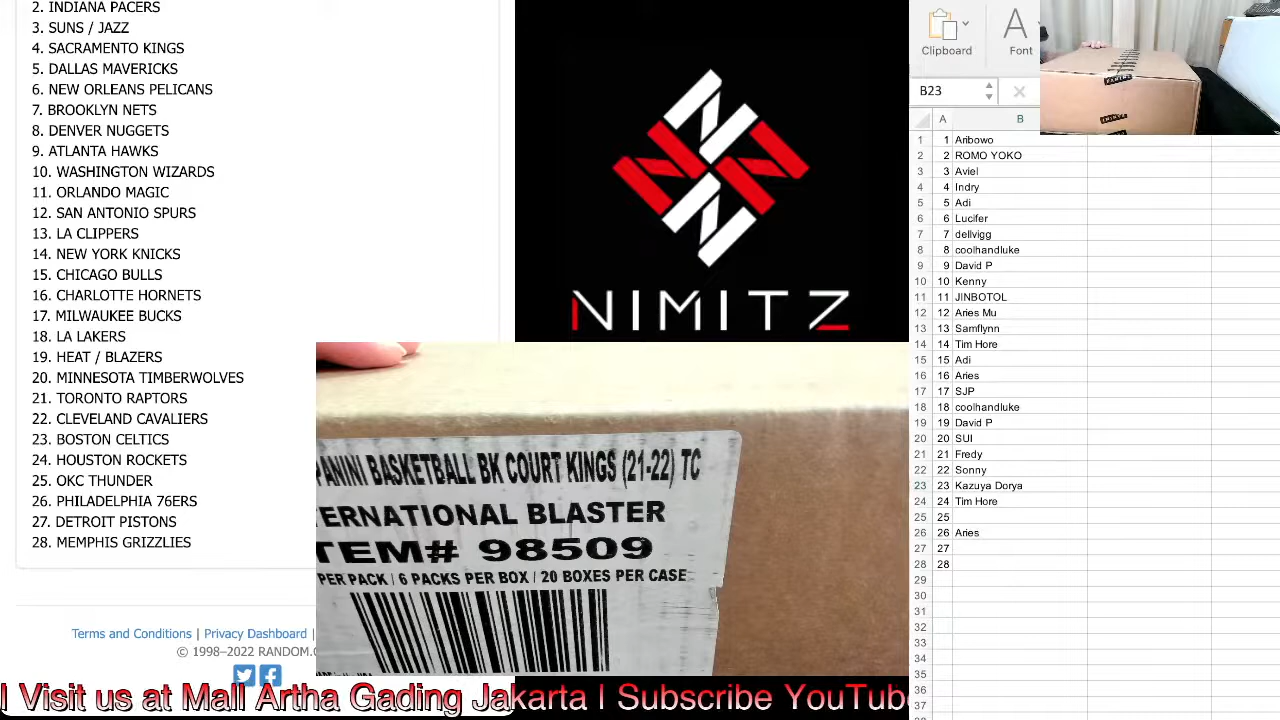 2. INDIANA PACERS
3. SUNS / JAZZ
4. SACRAMENTO KINGS
5. DALLAS MAVERICKS
6. NEW ORLEANS PELICANS
7. BROOKLYN NETS
8. DENVER NUGGETS
9. ATLANTA HAWKS
10. WASHINGTON WIZARDS
11. ORLANDO MAGIC
12. SAN ANTONIO SPURS
13. LA CLIPPERS
14. NEW YORK KNICKS
15. CHICAGO BULLS
16. CHARLOTTE HORNETS
17. MILWAUKEE BUCKS
18. LA LAKERS
19. HEAT / BLAZERS
20. MINNESOTA TIMBERWOLVES
21. TORONTO RAPTORS
22. CLEVELAND CAVALIERS
23. BOSTON CELTICS
24. HOUSTON ROCKETS
25. OKC THUNDER
26. PHILADELPHIA 76ERS
27. DETROIT PISTONS
28. MEMPHIS GRIZZLIES
Terms and Conditions | Privacy Dashboard |
© 1998–2022 RANDOM.
NIMITZ
PANINI BASKETBALL BK COURT KINGS (21-22) TC
ERNATIONAL BLASTER
TEM# 98509
PER PACK / 6 PACKS PER BOX / 20 BOXES PER CASE
Clipboard
Font
B23
A B
1 1 Aribowo
2 2 ROMO YOKO
3 3 Aviel
4 4 Indry
5 5 Adi
6 6 Lucifer
7 7 dellvigg
8 8 coolhandluke
9 9 David P
10 10 Kenny
11 11 JINBOTOL
12 12 Aries Mu
13 13 Samflynn
14 14 Tim Hore
15 15 Adi
16 16 Aries
17 17 SJP
18 18 coolhandluke
19 19 David P
20 20 SUI
21 21 Fredy
22 22 Sonny
23 23 Kazuya Dorya
24 24 Tim Hore
25 25
26 26 Aries
27 27
28 28
29
30
31
32
33
34
35
36
37
PANINI
l Visit us at Mall Artha Gading Jakarta l Subscribe YouTube